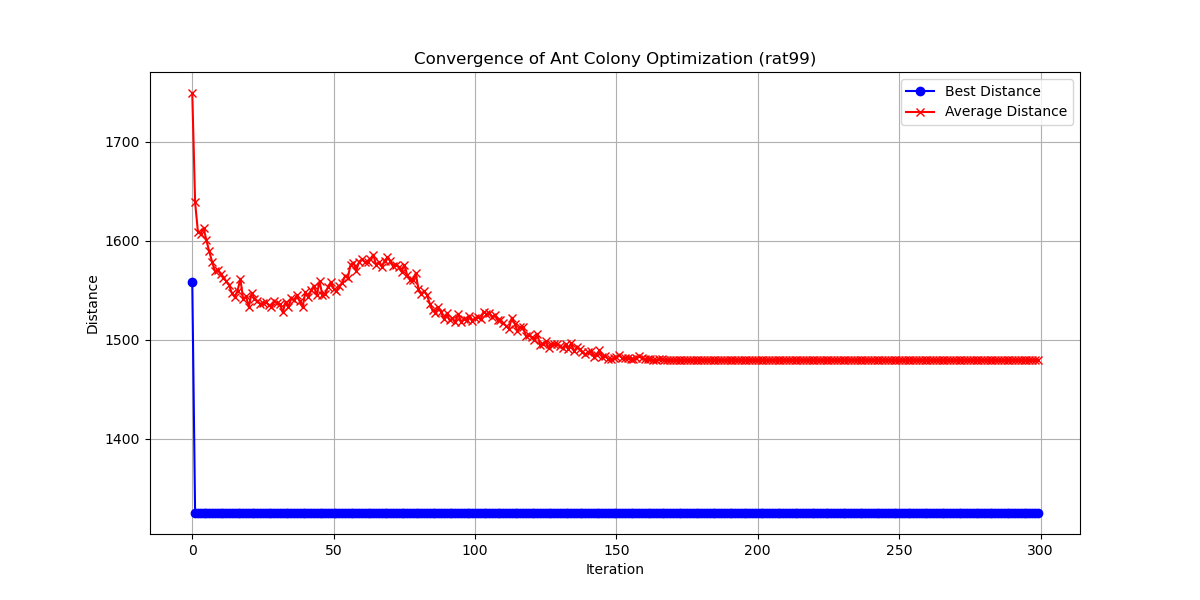 Convergence of Ant Colony Optimization (rat99)
Best Distance
Average Distance
Distance
1700
1600
1500
1400
0 50 100 150 200 250 300
Iteration